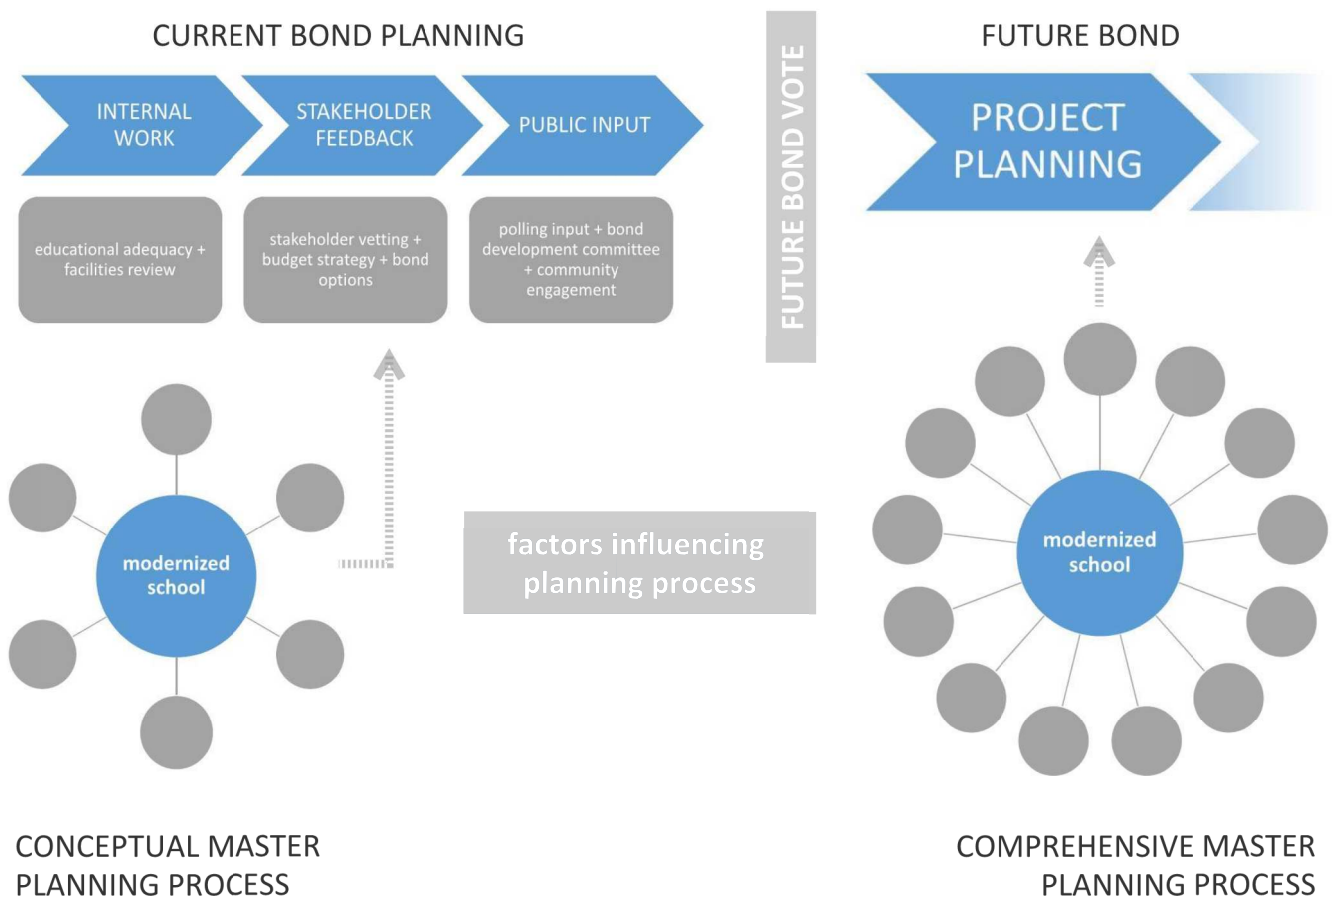 CURRENT BOND PLANNING
INTERNAL
WORK
STAKEHOLDER
FEEDBACK
PUBLIC INPUT
educational adequacy +
facilities review
stakeholder vetting +
budget strategy + bond
options
polling input + bond
development committee
+ community
engagement
FUTURE BOND VOTE
FUTURE BOND
PROJECT
PLANNING
modernized
school
factors influencing
planning process
modernized
school
CONCEPTUAL MASTER
PLANNING PROCESS
COMPREHENSIVE MASTER
PLANNING PROCESS